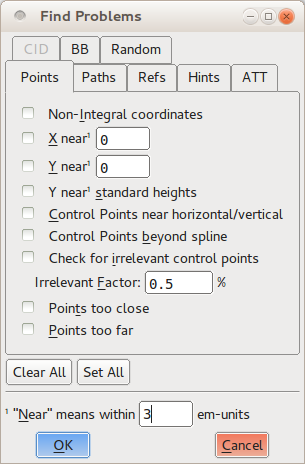 Find Problems
CID BB Random
Points Paths Refs Hints ATT
Non-Integral coordinates
X near¹ 0
Y near¹ 0
Y near¹ standard heights
Control Points near horizontal/vertical
Control Points beyond spline
Check for irrelevant control points
Irrelevant Factor: 0.5 %
Points too close
Points too far
Clear All Set All
¹ "Near" means within 3 em-units
OK Cancel